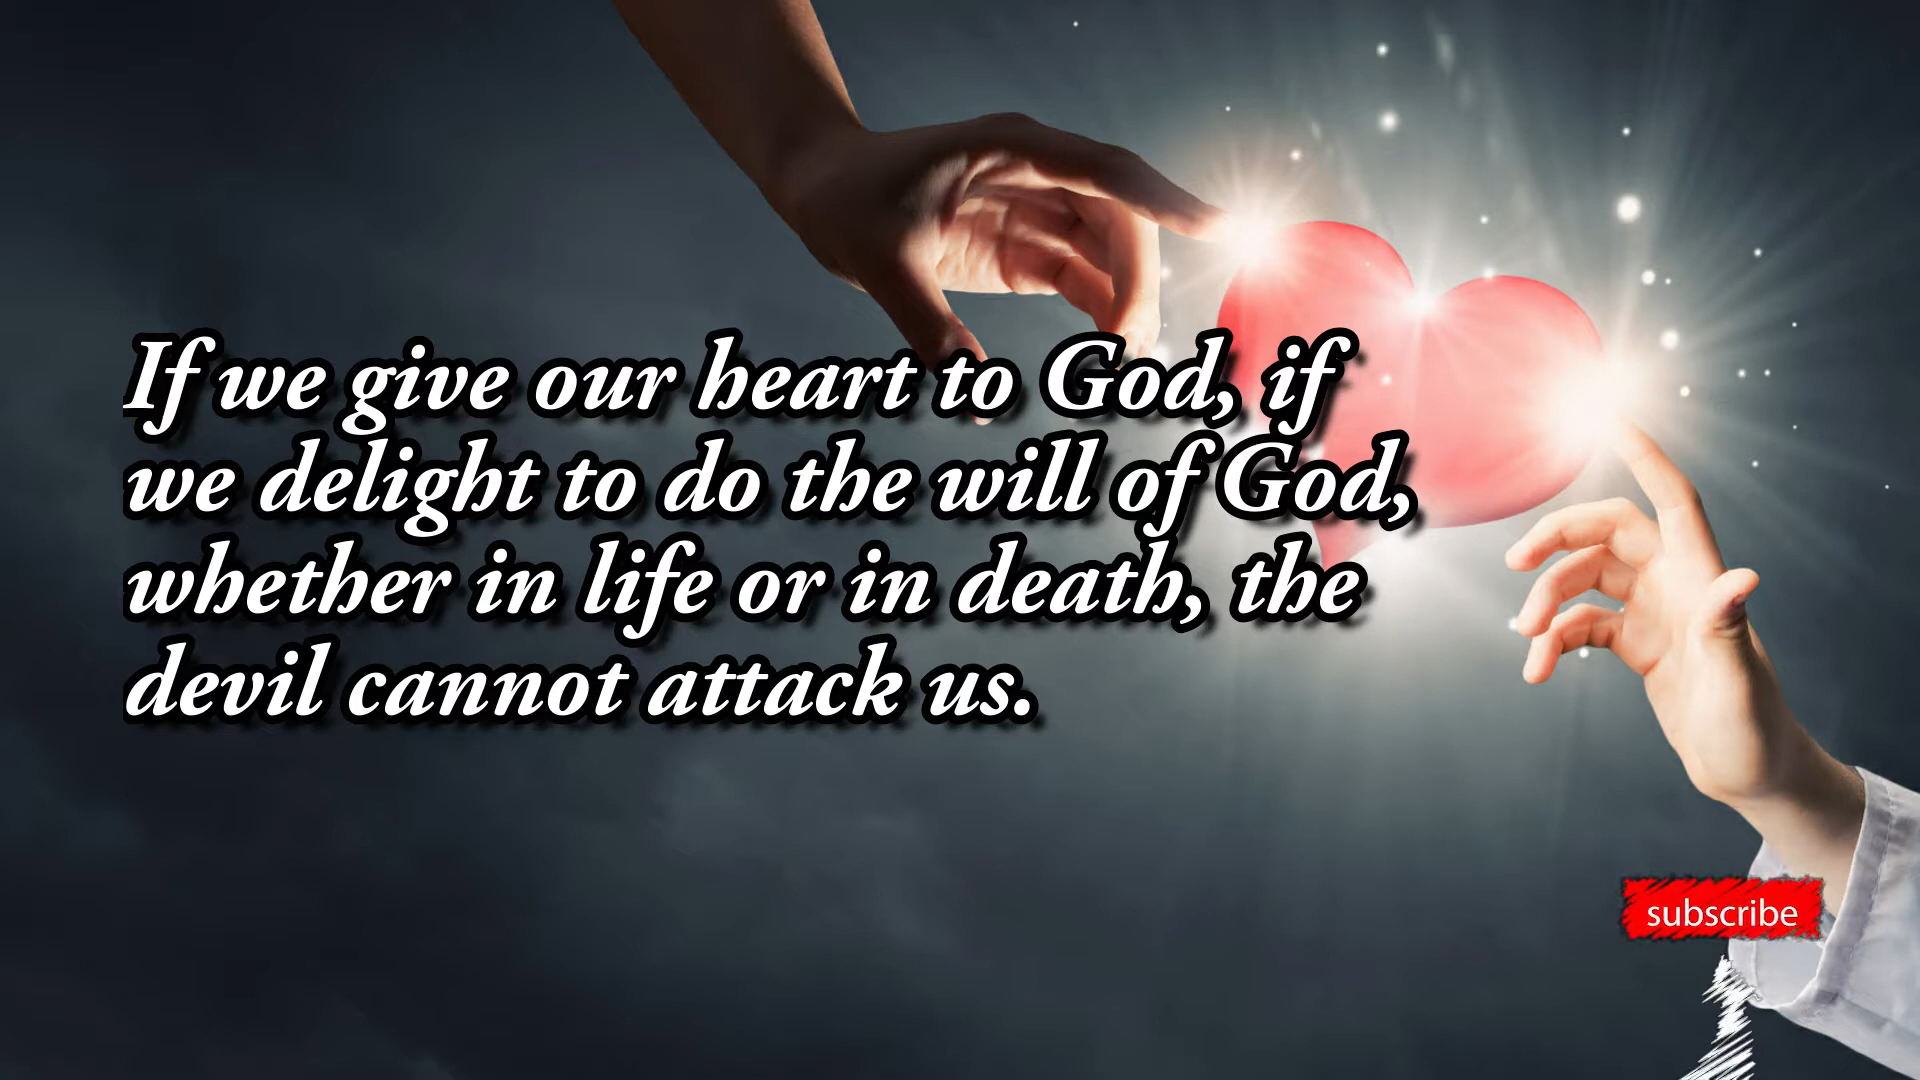 If we give our heart to God, if
we delight to do the will of God,
whether in life or in death, the
devil cannot attack us.
subscribe